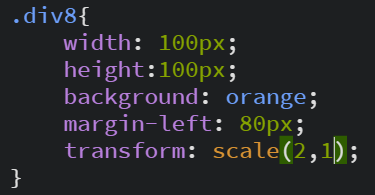 .div8{
    width: 100px;
    height:100px;
    background: orange;
    margin-left: 80px;
    transform: scale(2,1);
}